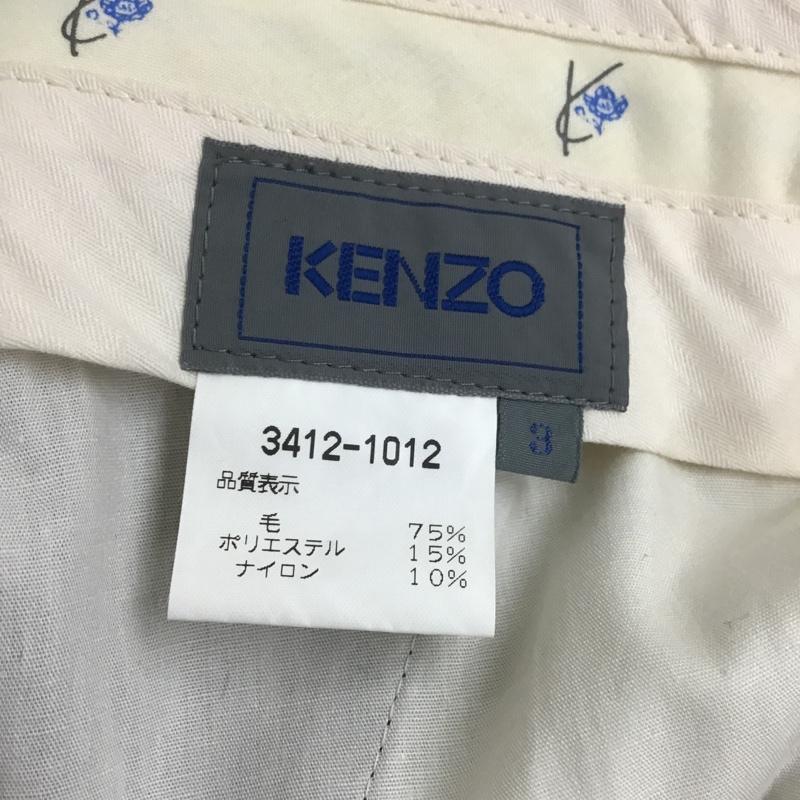 KENZO
3
3412-1012
品質表示
毛 75%
ポリエステル 15%
ナイロン 10%